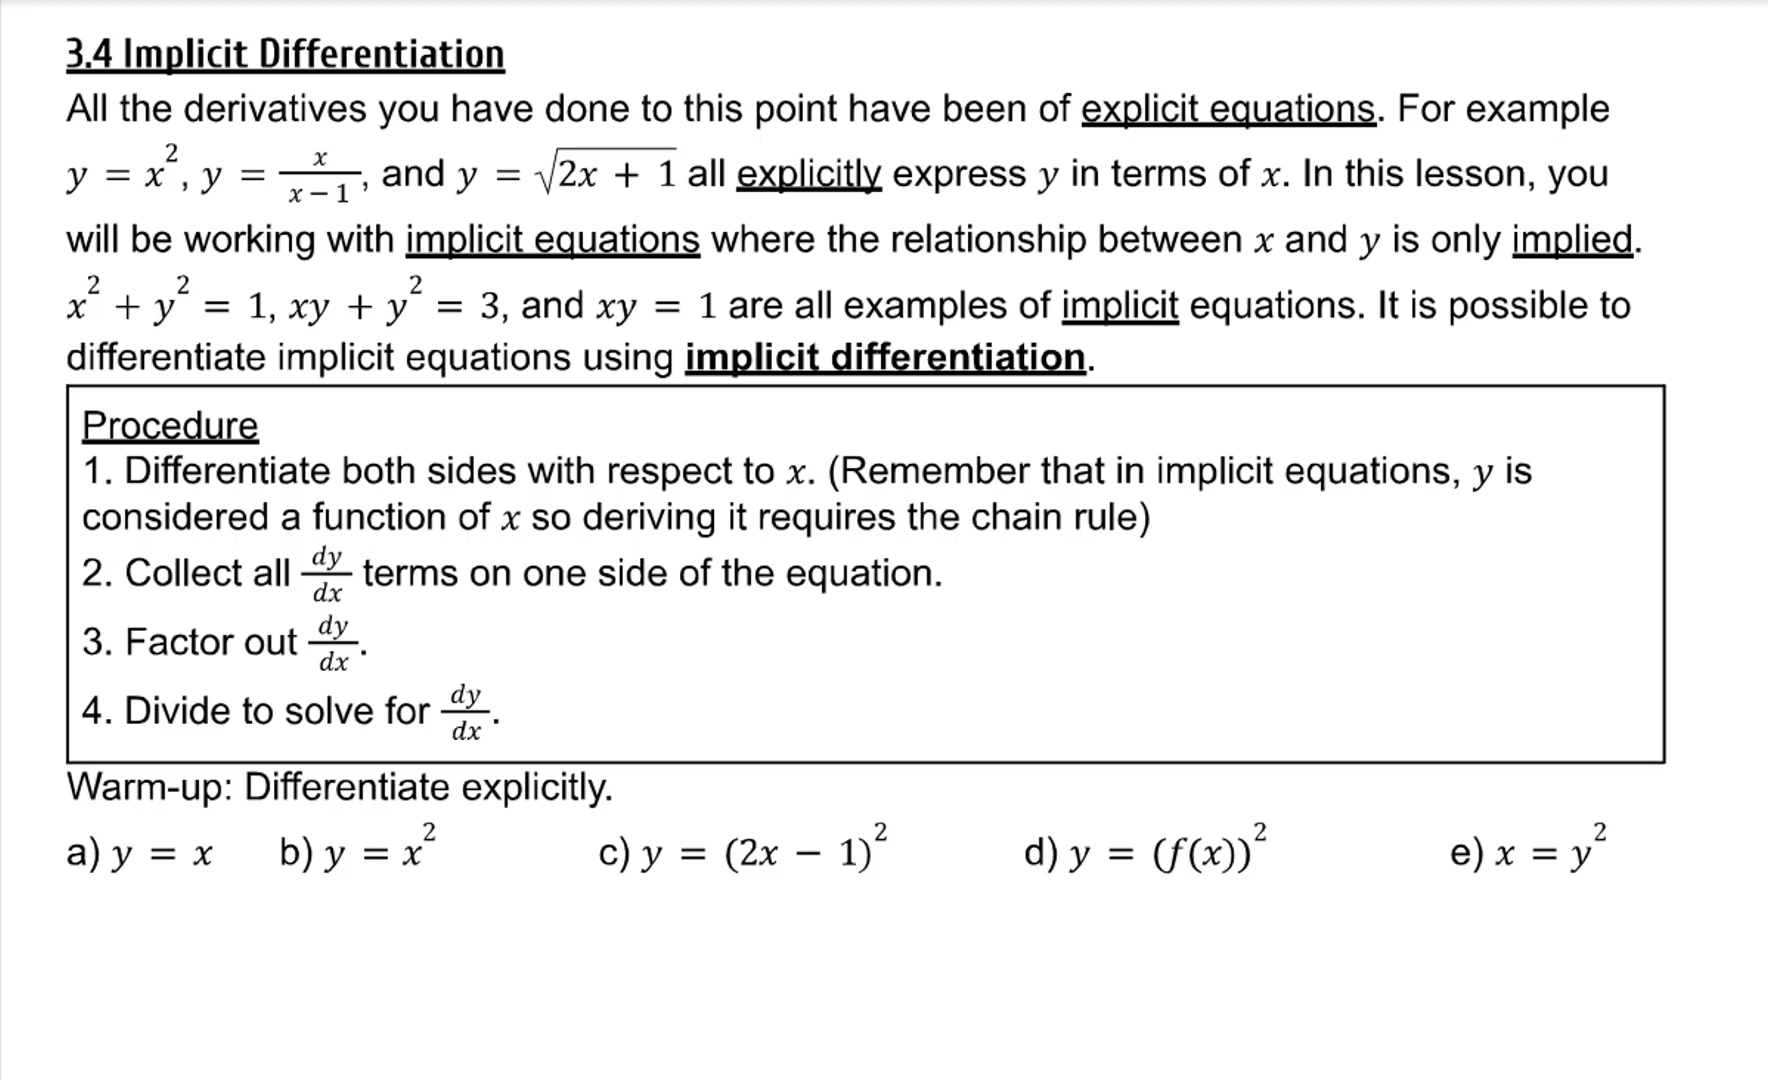 3.4 Implicit Differentiation
All the derivatives you have done to this point have been of explicit equations. For example
y = x², y = x/(x − 1), and y = √(2x + 1) all explicitly express y in terms of x. In this lesson, you
will be working with implicit equations where the relationship between x and y is only implied.
x² + y² = 1, xy + y² = 3, and xy = 1 are all examples of implicit equations. It is possible to
differentiate implicit equations using implicit differentiation.
Procedure
1. Differentiate both sides with respect to x. (Remember that in implicit equations, y is
considered a function of x so deriving it requires the chain rule)
2. Collect all dy/dx terms on one side of the equation.
3. Factor out dy/dx.
4. Divide to solve for dy/dx.
Warm-up: Differentiate explicitly.
a) y = x b) y = x² c) y = (2x − 1)² d) y = (f(x))² e) x = y²